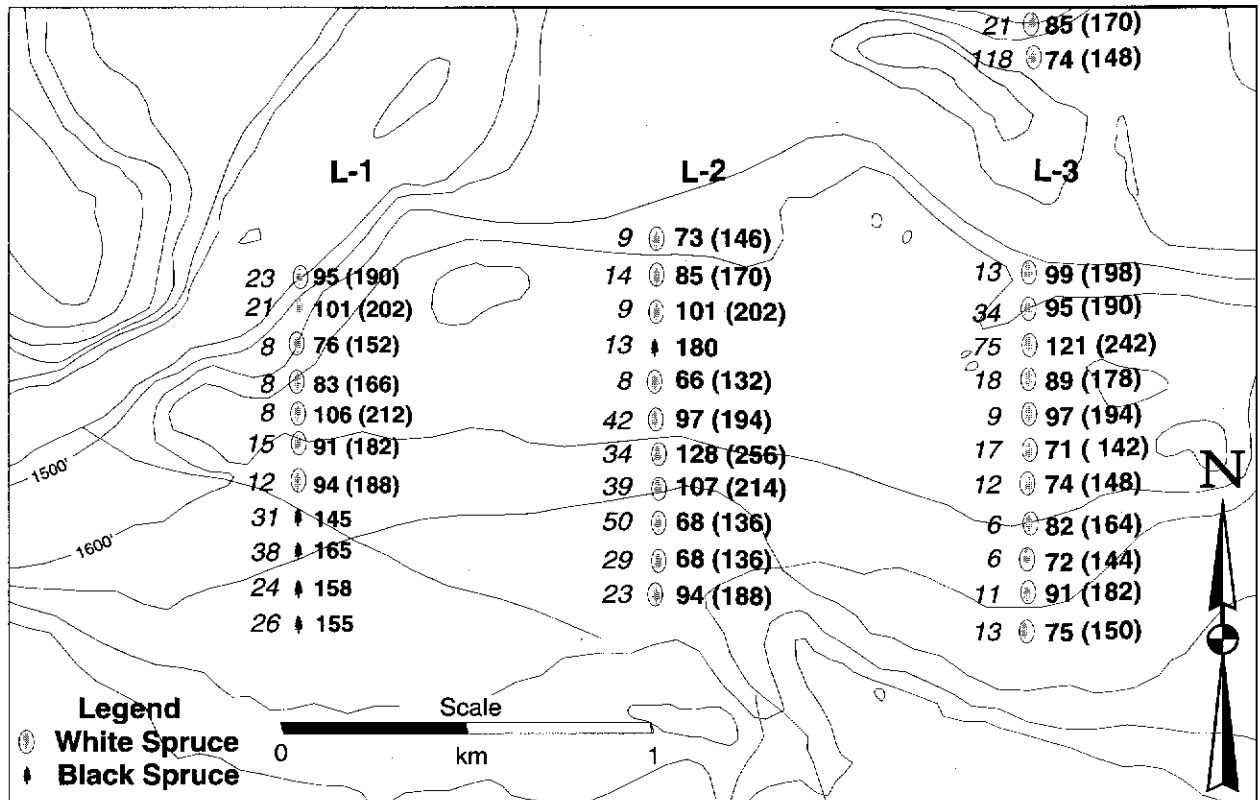 21 85 (170)
118 74 (148)
L-1 L-2 L-3
9 73 (146)
23 95 (190)
14 85 (170)
13 99 (198)
21 101 (202)
9 101 (202)
34 95 (190)
8 76 (152)
13 180
75 121 (242)
8 83 (166)
8 66 (132)
18 89 (178)
8 106 (212)
42 97 (194)
9 97 (194)
15 91 (182)
34 128 (256)
17 71 ( 142)
N
1500'
12 94 (188)
39 107 (214)
12 74 (148)
31 145
50 68 (136)
6 82 (164)
1600'
38 165
29 68 (136)
6 72 (144)
24 158
23 94 (188)
11 91 (182)
26 155
13 75 (150)
Legend
White Spruce
Black Spruce
Scale
0 km 1